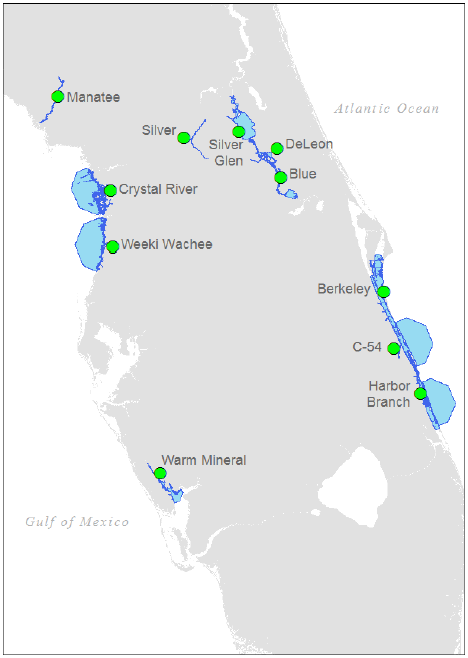 Manatee
Atlantic Ocean
Silver
Silver
Glen
DeLeon
Blue
Crystal River
Weeki Wachee
Berkeley
C-54
Harbor
Branch
Warm Mineral
Gulf of Mexico